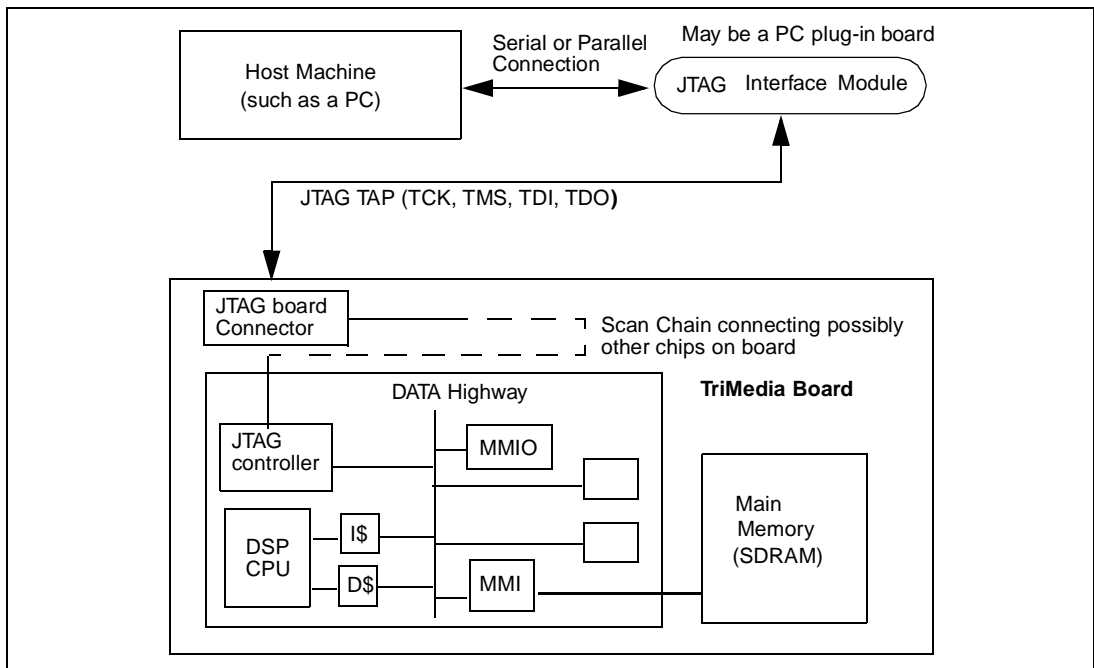 Host Machine
(such as a PC)
Serial or Parallel
Connection
May be a PC plug-in board
JTAG Interface Module
JTAG TAP (TCK, TMS, TDI, TDO)
JTAG board
Connector
Scan Chain connecting possibly
other chips on board
DATA Highway
TriMedia Board
JTAG
controller
MMIO
DSP
CPU
I$
D$
MMI
Main
Memory
(SDRAM)